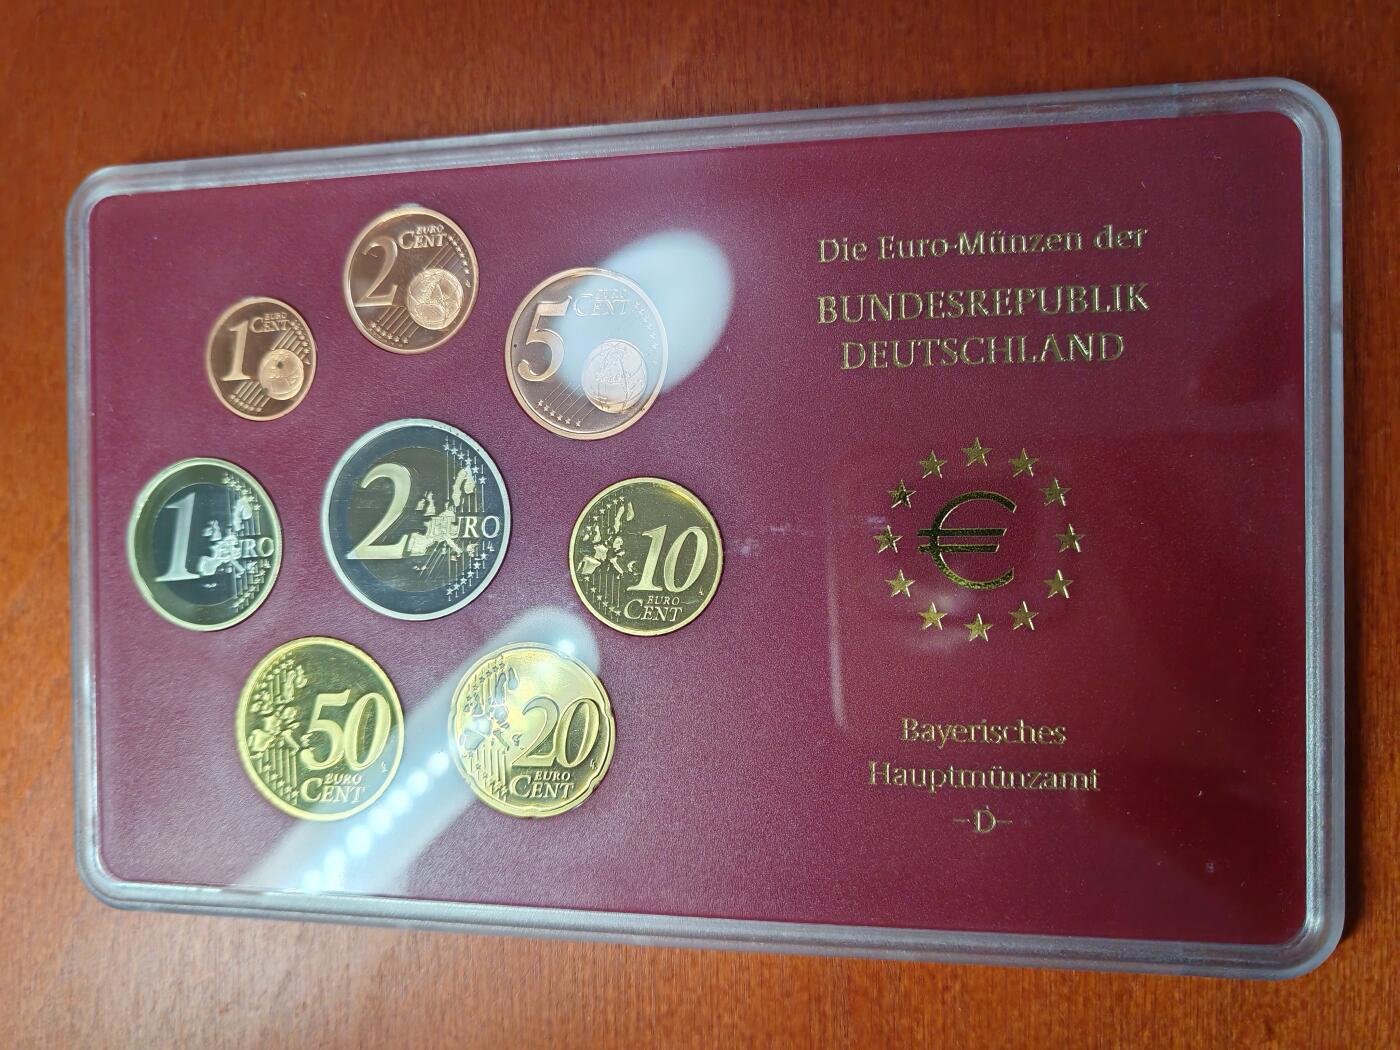 2 EURO
CENT
1 EURO
CENT
5 EURO
CENT
1 EURO
2 EURO
10
EURO
CENT
50
EURO
CENT
20
EURO
CENT
Die Euro-Münzen der
BUNDESREPUBLIK
DEUTSCHLAND
€
Bayerisches
Hauptmünzamt
-D-